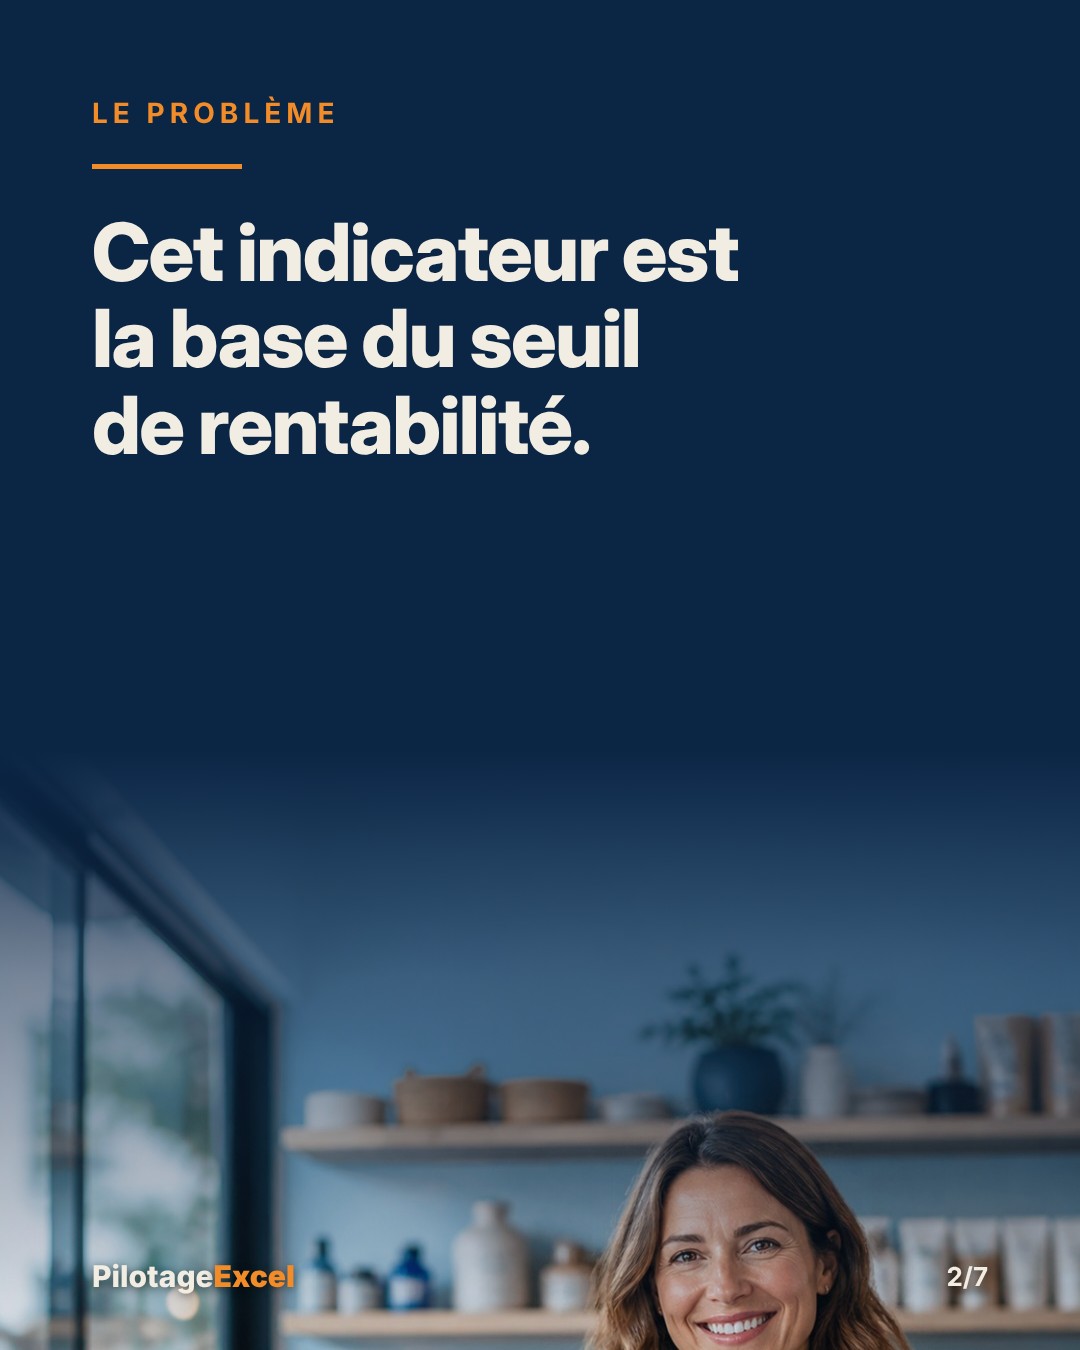 LE PROBLÈME
Cet indicateur est
la base du seuil
de rentabilité.
PilotageExcel
2/7